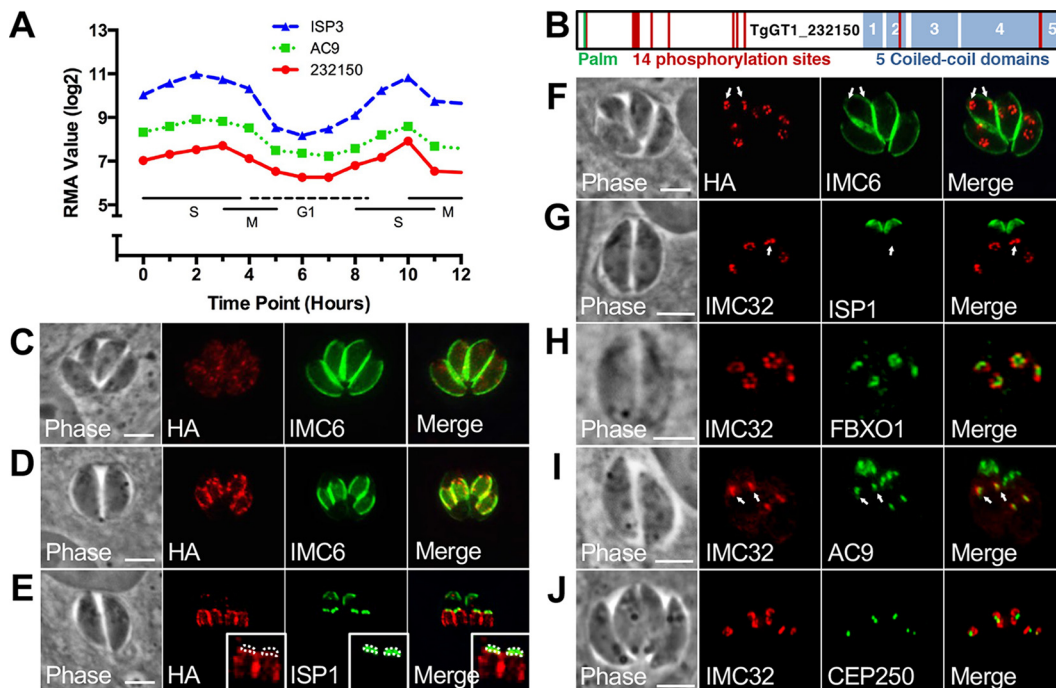 A
ISP3
AC9
232150
RMA Value (log2)
13
11
9
7
5
S
M
G1
S
M
0
2
4
6
8
10
12
Time Point (Hours)
B
TgGT1_232150
1
2
3
4
5
Palm
14 phosphorylation sites
5 Coiled-coil domains
C
Phase
HA
IMC6
Merge
D
Phase
HA
IMC6
Merge
E
Phase
HA
ISP1
Merge
F
Phase
HA
IMC6
Merge
G
Phase
IMC32
ISP1
Merge
H
Phase
IMC32
FBXO1
Merge
I
Phase
IMC32
AC9
Merge
J
Phase
IMC32
CEP250
Merge